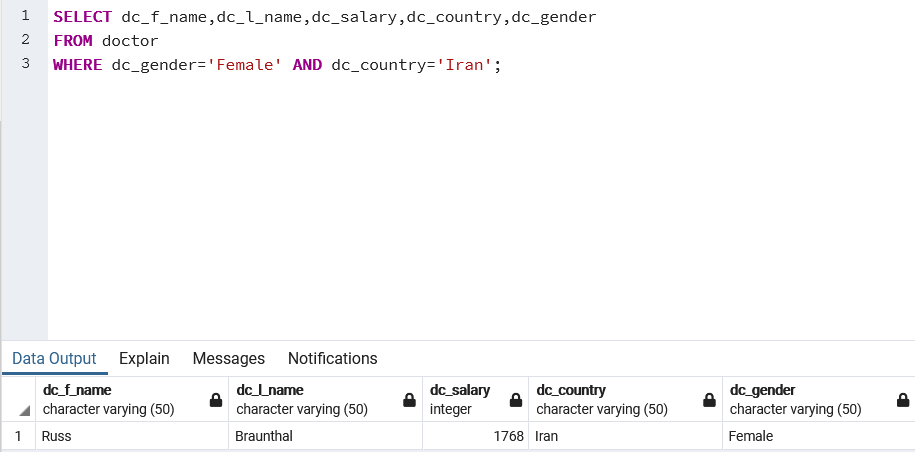 1 SELECT dc_f_name,dc_l_name,dc_salary,dc_country,dc_gender
2 FROM doctor
3 WHERE dc_gender='Female' AND dc_country='Iran';
Data Output Explain Messages Notifications
dc_f_name dc_l_name dc_salary dc_country dc_gender
character varying (50) character varying (50) integer character varying (50) character varying (50)
1 Russ Braunthal 1768 Iran Female